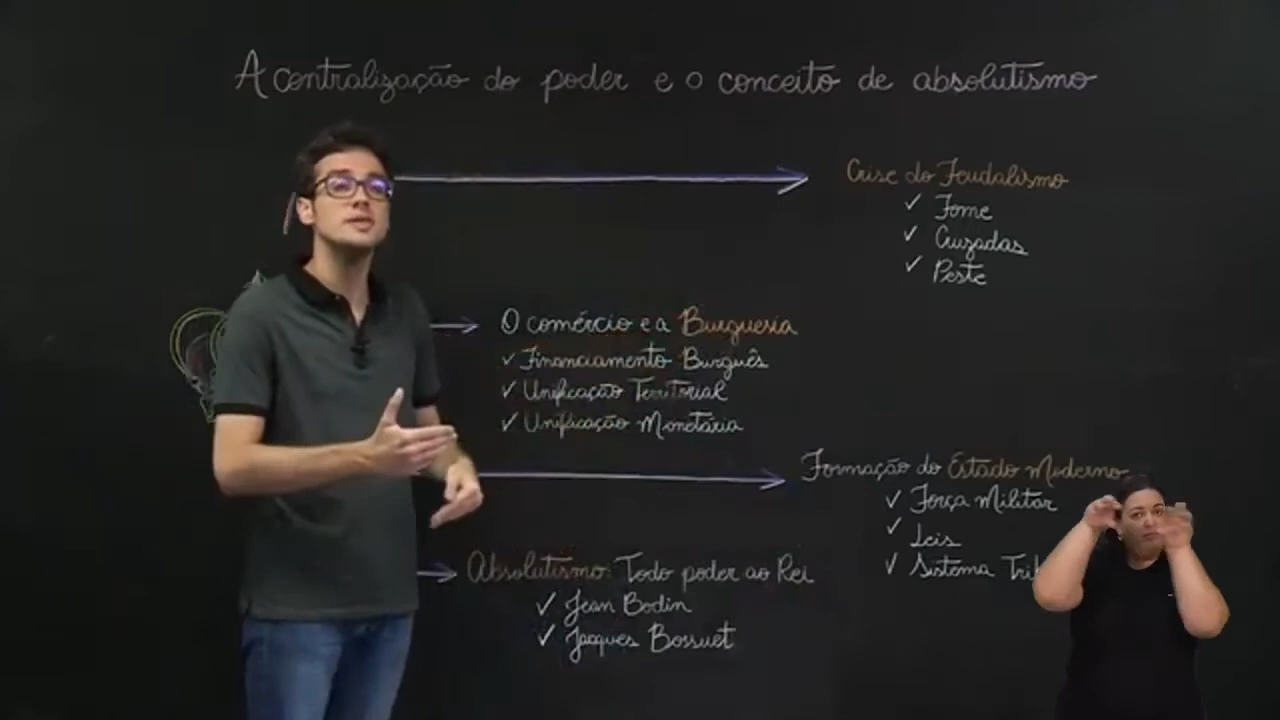 A centralização do poder e o conceito de absolutismo
Crise do Feudalismo
✓ Fome
✓ Cruzadas
✓ Peste
O comércio e a Burguesia
✓ Financiamento Burguês
✓ Unificação Territorial
✓ Unificação Monetária
Formação do Estado Moderno
✓ Força Militar
✓ Leis
✓ Sistema
Absolutismo: Todo poder ao Rei
✓ Jean Bodin
✓ Jacques Bossuet